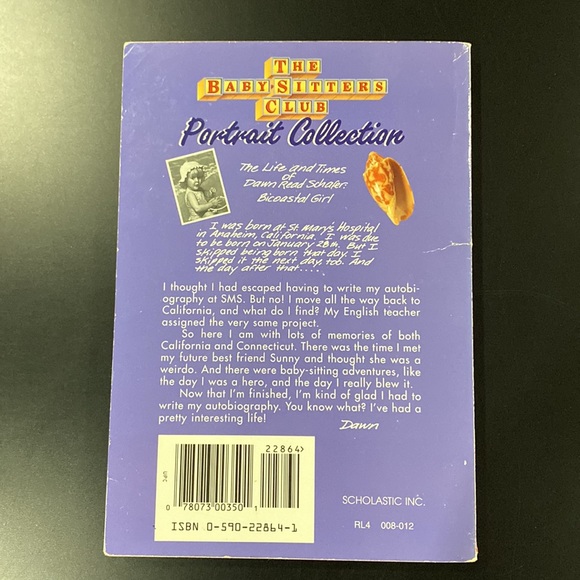 THE
BABY-SITTERS
CLUB
Portrait Collection
The Life and Times
of
Dawn Read Schafer:
Bicoastal Girl
I was born at St. Mary's Hospital
in Anaheim, California. I was due
to be born on January 28th. But I
skipped being born that day. I
skipped it the next day, too. And
the day after that.....
I thought I had escaped having to write my autobi-
ography at SMS. But no! I move all the way back to
California, and what do I find? My English teacher
assigned the very same project.
So here I am with lots of memories of both
California and Connecticut. There was the time I met
my future best friend Sunny and thought she was a
weirdo. And there were baby-sitting adventures, like
the day I was a hero, and the day I really blew it.
Now that I'm finished, I'm kind of glad I had to
write my autobiography. You know what? I've had a
pretty interesting life!
Dawn
22864>
0 78073 00350 1
ISBN 0-590-22864-1
SCHOLASTIC INC.
RL4 008-012